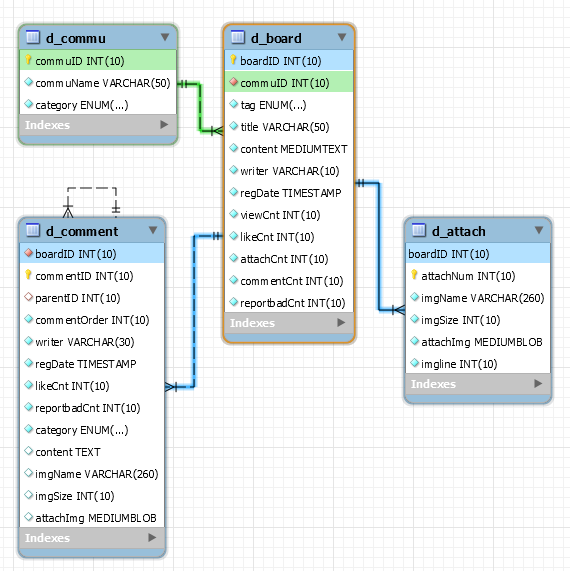 d_commu
commuID INT(10)
commuName VARCHAR(50)
category ENUM(...)
Indexes
d_board
boardID INT(10)
commuID INT(10)
tag ENUM(...)
title VARCHAR(50)
content MEDIUMTEXT
writer VARCHAR(10)
regDate TIMESTAMP
viewCnt INT(10)
likeCnt INT(10)
attachCnt INT(10)
commentCnt INT(10)
reportbadCnt INT(10)
Indexes
d_comment
boardID INT(10)
commentID INT(10)
parentID INT(10)
commentOrder INT(10)
writer VARCHAR(30)
regDate TIMESTAMP
likeCnt INT(10)
reportbadCnt INT(10)
category ENUM(...)
content TEXT
imgName VARCHAR(260)
imgSize INT(10)
attachImg MEDIUMBLOB
Indexes
d_attach
boardID INT(10)
attachNum INT(10)
imgName VARCHAR(260)
imgSize INT(10)
attachImg MEDIUMBLOB
imgline INT(10)
Indexes